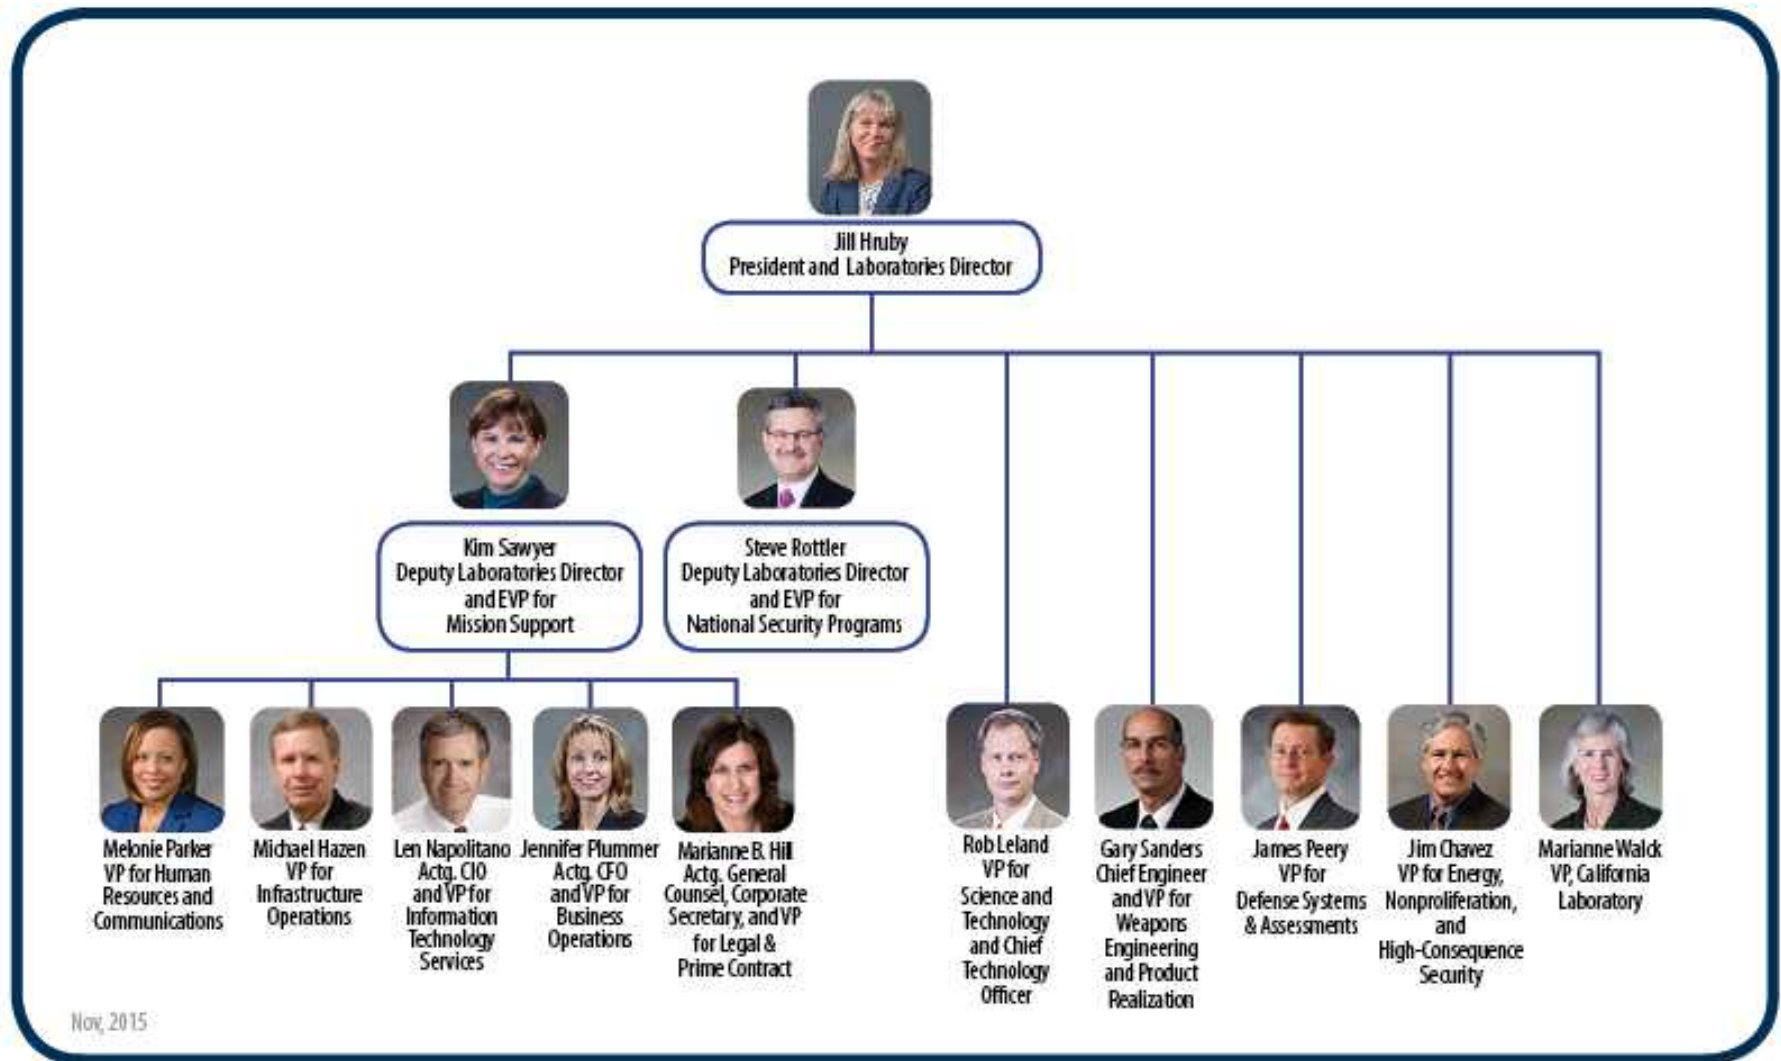 Jill Hruby
President and Laboratories Director
Kim Sawyer
Deputy Laboratories Director
and EVP for
Mission Support
Steve Rottler
Deputy Laboratories Director
and EVP for
National Security Programs
Melonie Parker
VP for Human
Resources and
Communications
Michael Hazen
VP for
Infrastructure
Operations
Len Napolitano
Actg. CIO
and VP for
Information
Technology
Services
Jennifer Plummer
Actg. CFO
and VP for
Business
Operations
Marianne B. Hill
Actg. General
Counsel, Corporate
Secretary, and VP
for Legal &
Prime Contract
Rob Leland
VP for
Science and
Technology
and Chief
Technology
Officer
Gary Sanders
Chief Engineer
and VP for
Weapons
Engineering
and Product
Realization
James Peery
VP for
Defense Systems
& Assessments
Jim Chavez
VP for Energy,
Nonproliferation,
and
High-Consequence
Security
Marianne Walck
VP, California
Laboratory
Nov, 2015